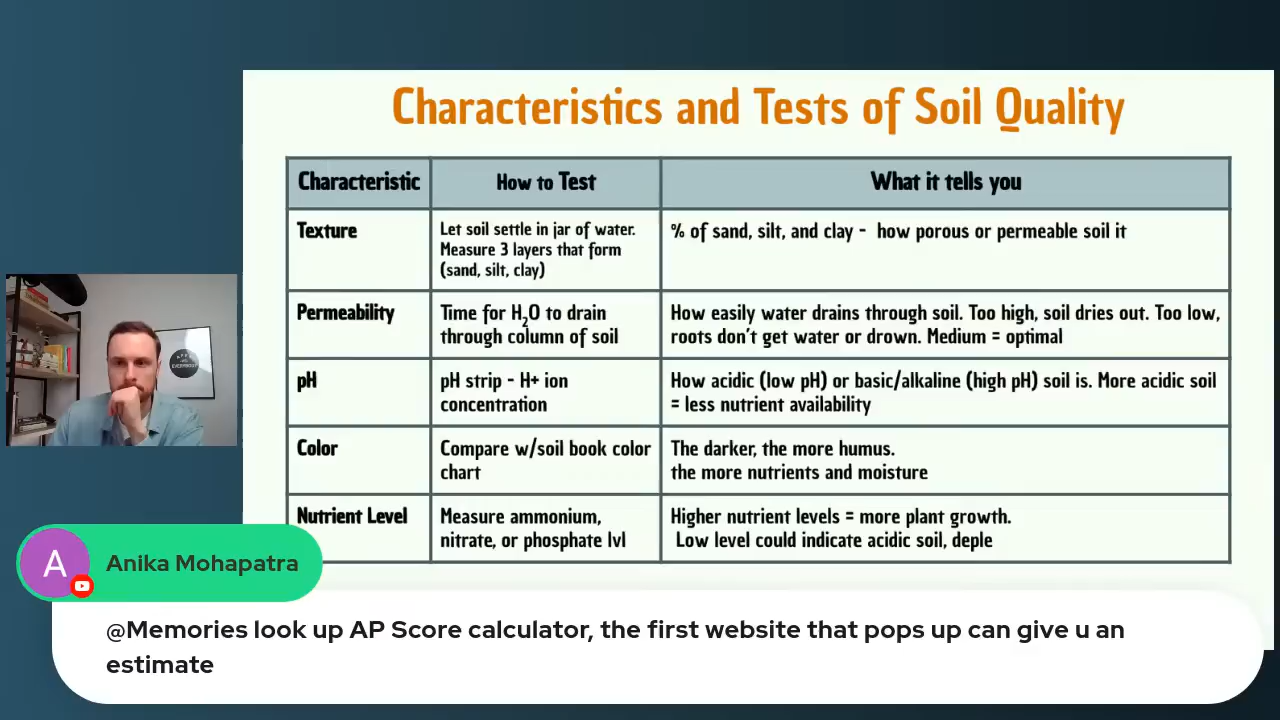 Characteristics and Tests of Soil Quality
Characteristic
How to Test
What it tells you
Texture
Let soil settle in jar of water.
Measure 3 layers that form
(sand, silt, clay)
% of sand, silt, and clay - how porous or permeable soil it
Permeability
Time for H₂O to drain
through column of soil
How easily water drains through soil. Too high, soil dries out. Too low,
roots don't get water or drown. Medium = optimal
pH
pH strip - H+ ion
concentration
How acidic (low pH) or basic/alkaline (high pH) soil is. More acidic soil
= less nutrient availability
Color
Compare w/soil book color
chart
The darker, the more humus.
the more nutrients and moisture
Nutrient Level
Measure ammonium,
nitrate, or phosphate lvl
Higher nutrient levels = more plant growth.
Low level could indicate acidic soil, deple
A
Anika Mohapatra
@Memories look up AP Score calculator, the first website that pops up can give u an
estimate